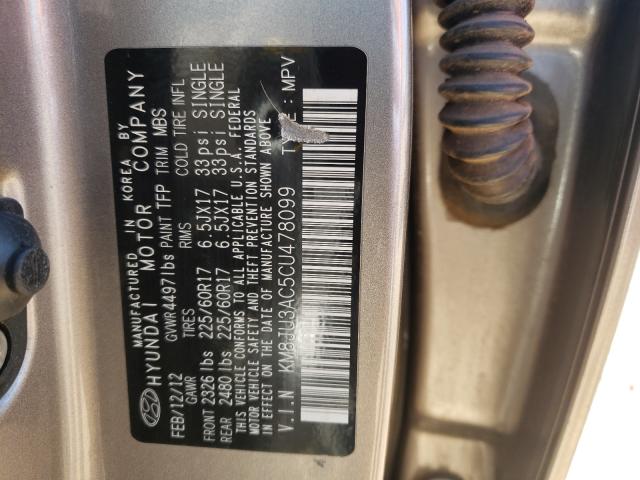 MANUFACTURED IN KOREA BY
HYUNDAI MOTOR COMPANY
FEB/12/12 GVWR 4497 lbs PAINT TFP TRIM MBS
GAWR TIRES RIMS COLD TIRE INFL
FRONT 2326 lbs 225/60R17 6.5JX17 33psi SINGLE
REAR 2480 lbs 225/60R17 6.5JX17 33psi SINGLE
THIS VEHICLE CONFORMS TO ALL APPLICABLE U.S.A. FEDERAL
MOTOR VEHICLE SAFETY AND THEFT PREVENTION STANDARDS
IN EFFECT ON THE DATE OF MANUFACTURE SHOWN ABOVE
V.I.N KM8JTU3AC5CU478099 : MPV